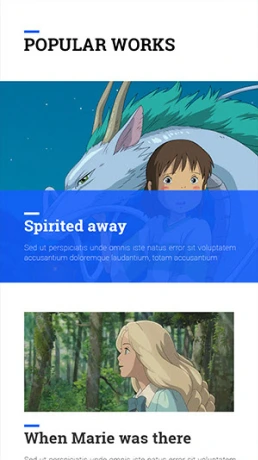 POPULAR WORKS
Spirited away
Sed ut perspiciatis unde omnis iste natus error sit voluptatem
accusantium doloremque laudantium, totam accusantium
When Marie was there
Sed ut perspiciatis unde omnis iste natus error sit voluptatem